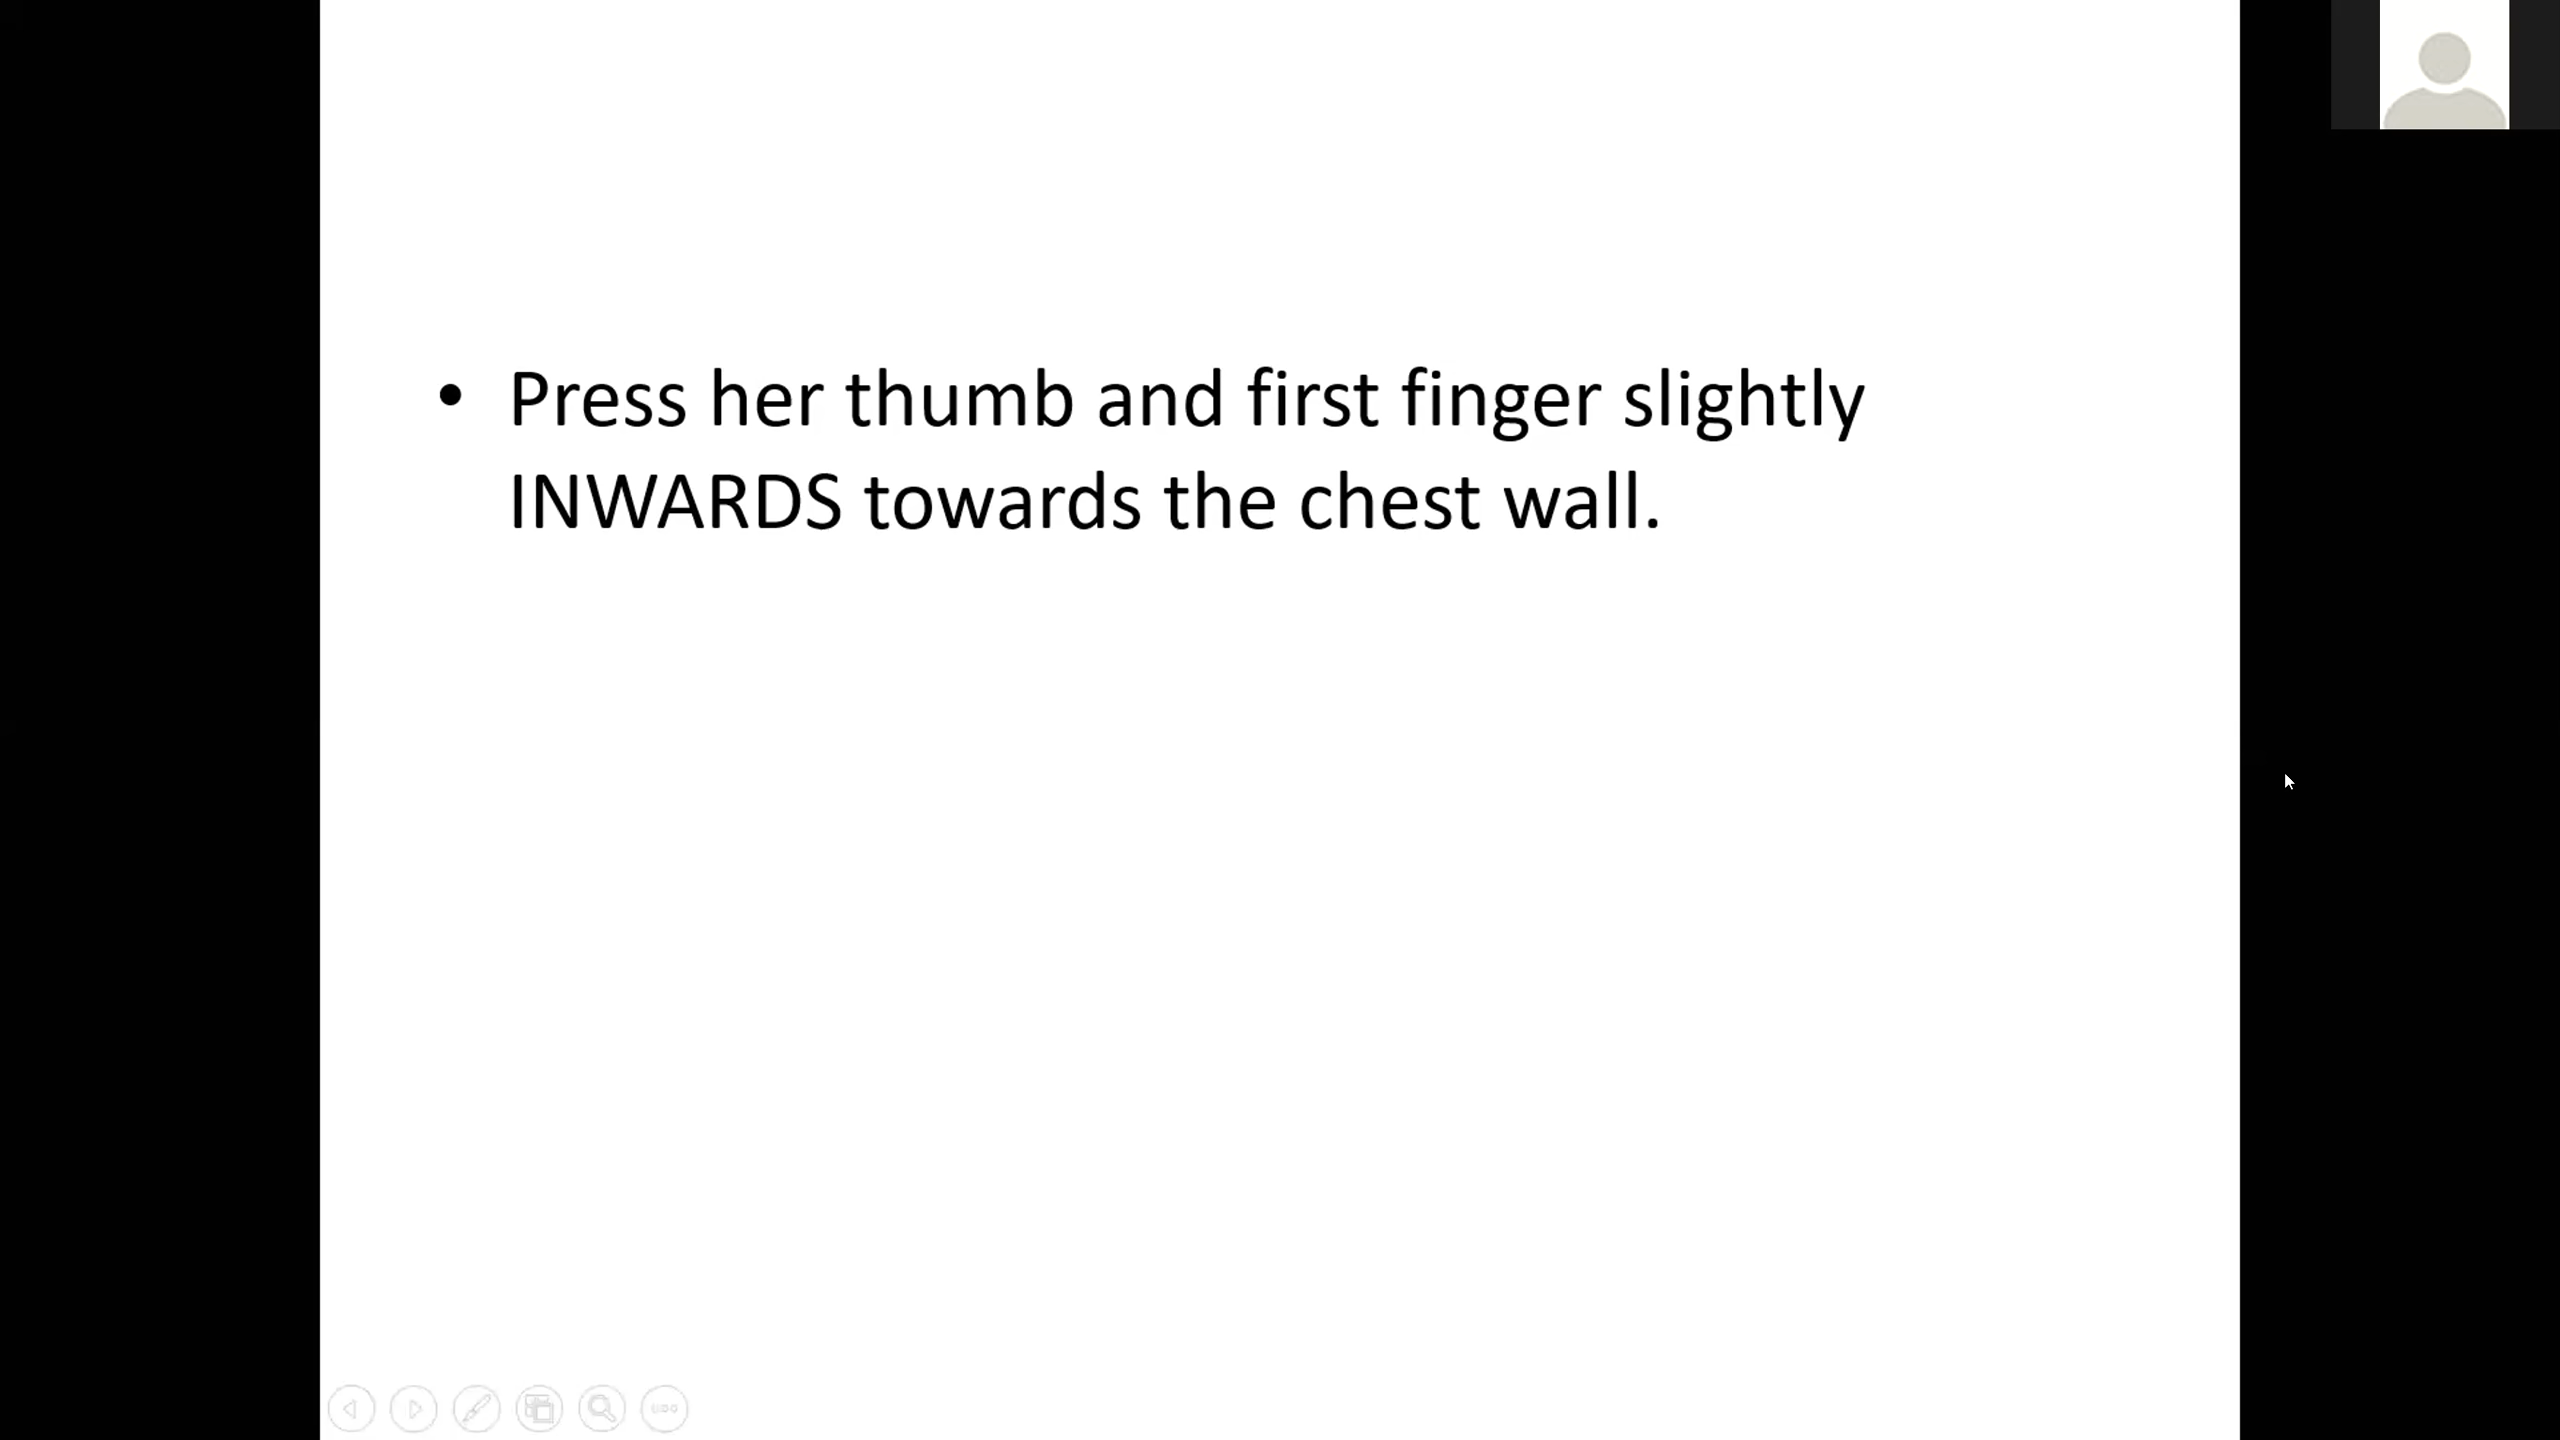 • Press her thumb and first finger slightly
INWARDS towards the chest wall.